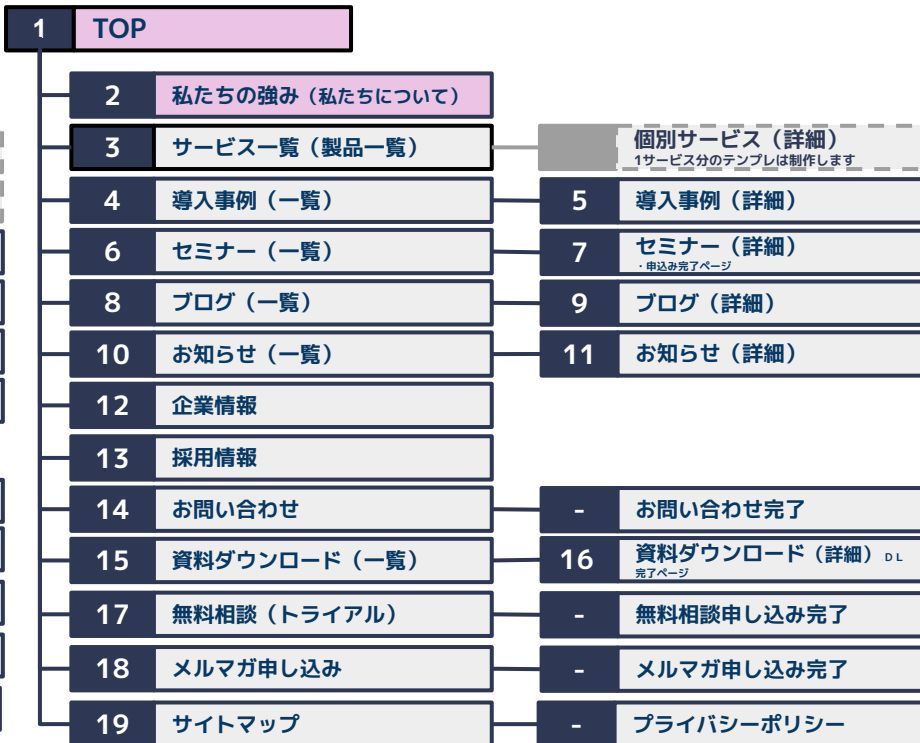 1 TOP
2 私たちの強み（私たちについて）
3 サービス一覧（製品一覧）
個別サービス（詳細）
1サービス分のテンプレは制作します
4 導入事例（一覧）
5 導入事例（詳細）
6 セミナー（一覧）
7 セミナー（詳細）
・申込み完了ページ
8 ブログ（一覧）
9 ブログ（詳細）
10 お知らせ（一覧）
11 お知らせ（詳細）
12 企業情報
13 採用情報
14 お問い合わせ
- お問い合わせ完了
15 資料ダウンロード（一覧）
16 資料ダウンロード（詳細） DL
完了ページ
17 無料相談（トライアル）
- 無料相談申し込み完了
18 メルマガ申し込み
- メルマガ申し込み完了
19 サイトマップ
- プライバシーポリシー